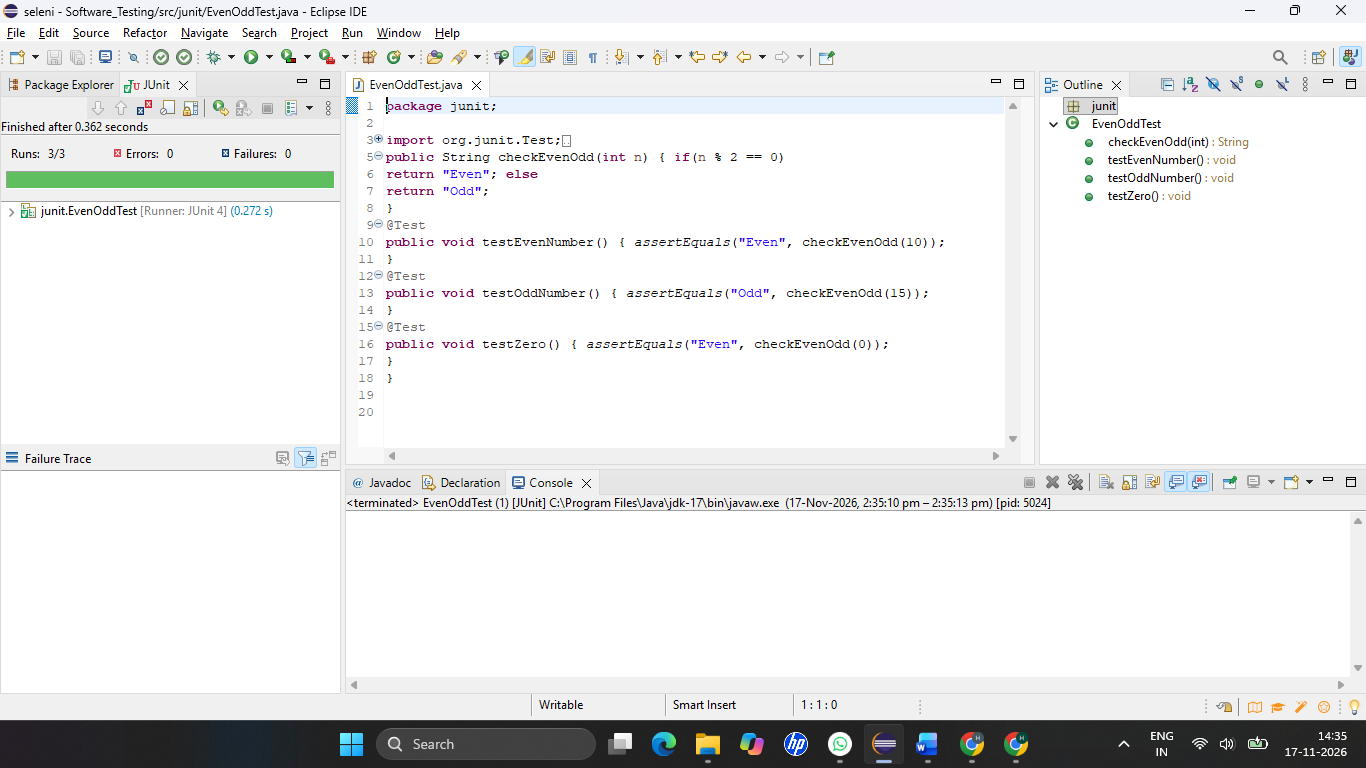 seleni - Software_Testing/src/junit/EvenOddTest.java - Eclipse IDE
File Edit Source Refactor Navigate Search Project Run Window Help
Package Explorer JUnit
Finished after 0.362 seconds
Runs: 3/3 Errors: 0 Failures: 0
junit.EvenOddTest [Runner: JUnit 4] (0.272 s)
Failure Trace
EvenOddTest.java
1 package junit;
2
3 import org.junit.Test;
5 public String checkEvenOdd(int n) { if(n % 2 == 0)
6 return "Even"; else
7 return "Odd";
8 }
9 @Test
10 public void testEvenNumber() { assertEquals("Even", checkEvenOdd(10));
11 }
12 @Test
13 public void testOddNumber() { assertEquals("Odd", checkEvenOdd(15));
14 }
15 @Test
16 public void testZero() { assertEquals("Even", checkEvenOdd(0));
17 }
18 }
19
20
Outline
junit
EvenOddTest
checkEvenOdd(int) : String
testEvenNumber() : void
testOddNumber() : void
testZero() : void
Javadoc Declaration Console
<terminated> EvenOddTest (1) [JUnit] C:\Program Files\Java\jdk-17\bin\javaw.exe (17-Nov-2026, 2:35:10 pm – 2:35:13 pm) [pid: 5024]
Writable Smart Insert 1 : 1 : 0
Search
ENG
IN
14:35
17-11-2026